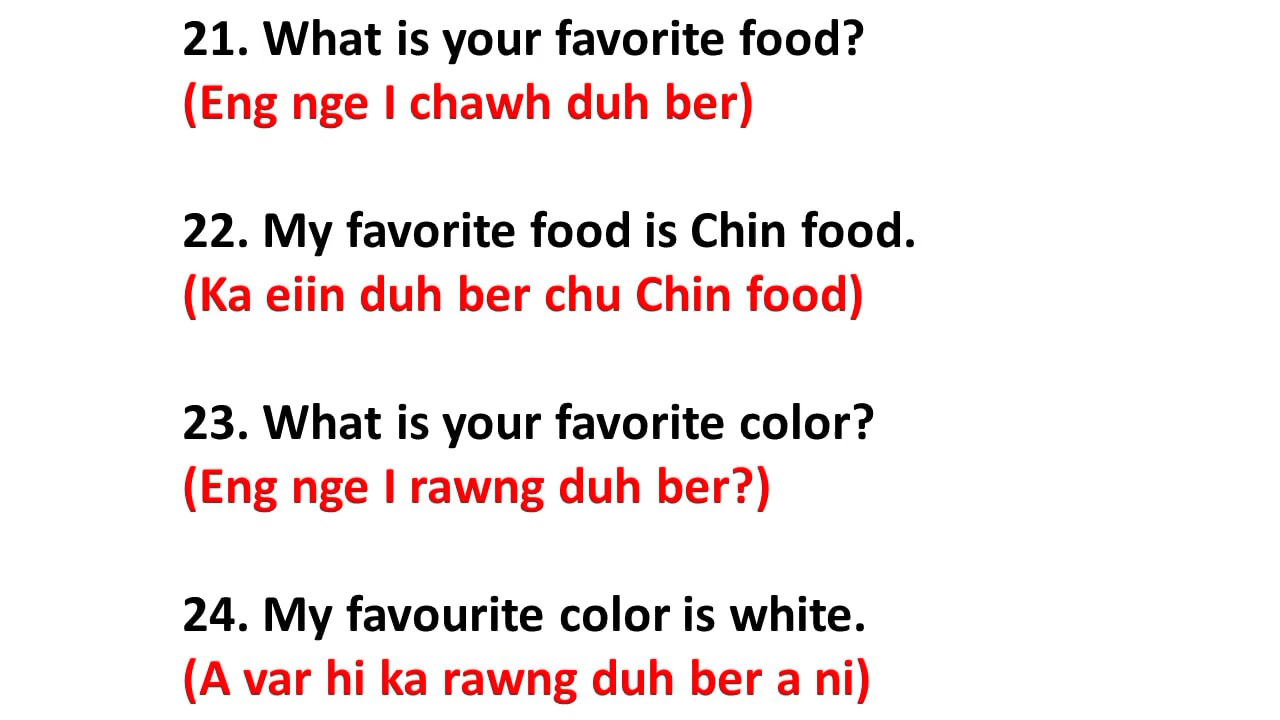 21. What is your favorite food?
(Eng nge I chawh duh ber)
22. My favorite food is Chin food.
(Ka eiin duh ber chu Chin food)
23. What is your favorite color?
(Eng nge I rawng duh ber?)
24. My favourite color is white.
(A var hi ka rawng duh ber a ni)